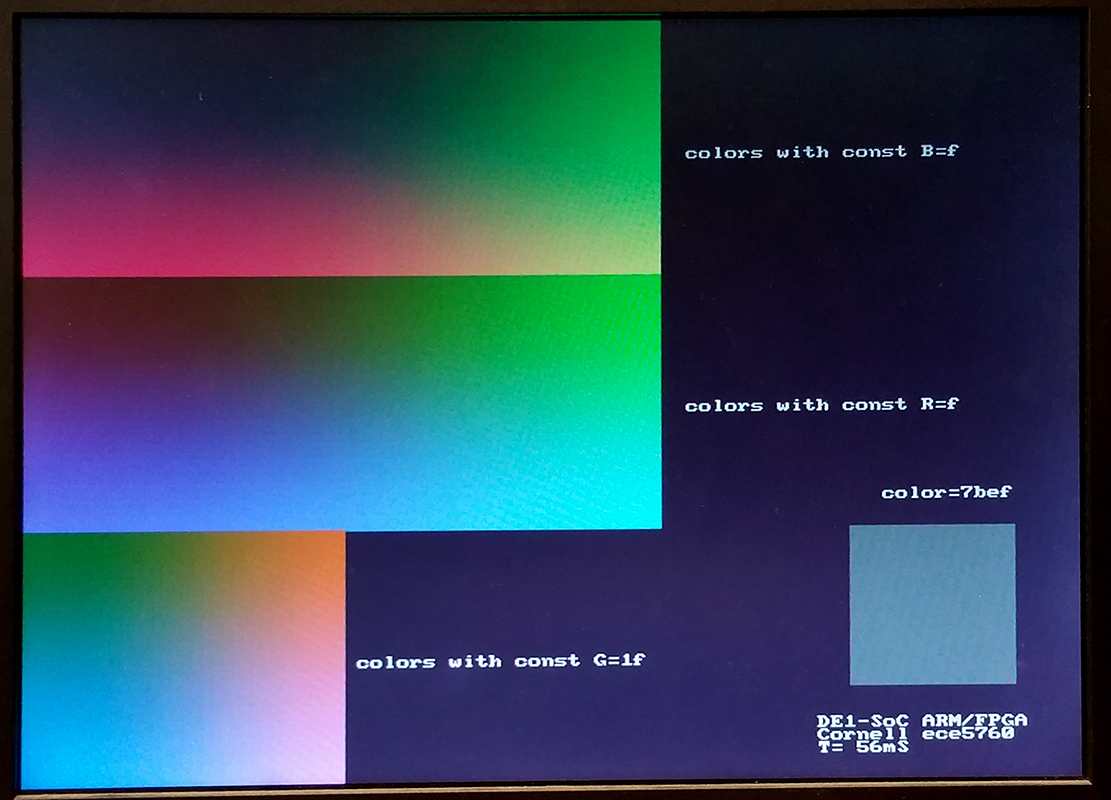 colors with const B=f
colors with const R=f
color=7bef
colors with const G=1f
DE1-SoC ARM/FPGA
Cornell ece5760
T= 56mS